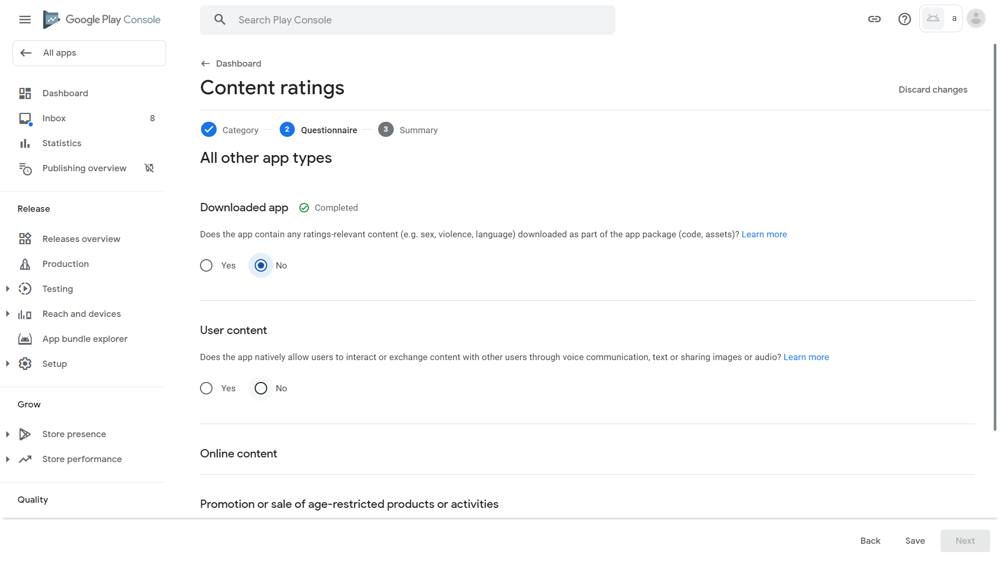 Google Play Console
Search Play Console
a
All apps
Dashboard
Inbox 8
Statistics
Publishing overview
Release
Releases overview
Production
Testing
Reach and devices
App bundle explorer
Setup
Grow
Store presence
Store performance
Quality
Dashboard
Content ratings
Discard changes
Category 2 Questionnaire 3 Summary
All other app types
Downloaded app Completed
Does the app contain any ratings-relevant content (e.g. sex, violence, language) downloaded as part of the app package (code, assets)? Learn more
Yes No
User content
Does the app natively allow users to interact or exchange content with other users through voice communication, text or sharing images or audio? Learn more
Yes No
Online content
Promotion or sale of age-restricted products or activities
Back Save Next